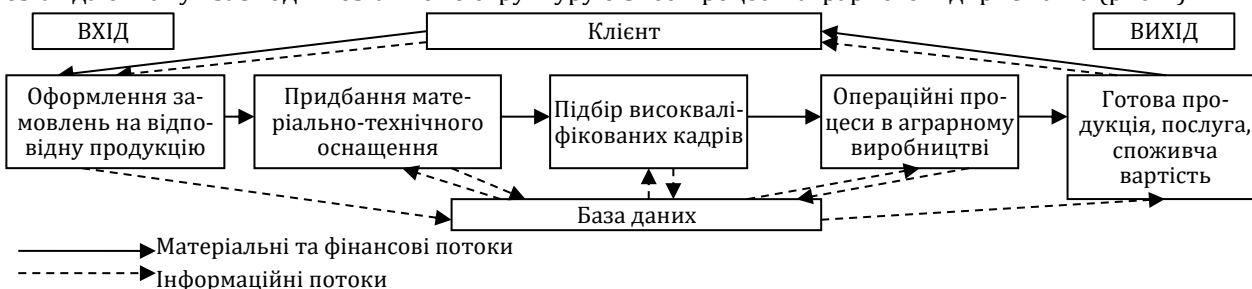 ВХІД
Клієнт
ВИХІД
Оформлення за-
мовлень на відпо-
відну продукцію
Придбання мате-
ріально-технічного
оснащення
Підбір висококвалі-
фікованих кадрів
Операційні про-
цеси в аграрному
виробництві
Готова про-
дукція, послуга,
споживча
вартість
База даних
Матеріальні та фінансові потоки
Інформаційні потоки